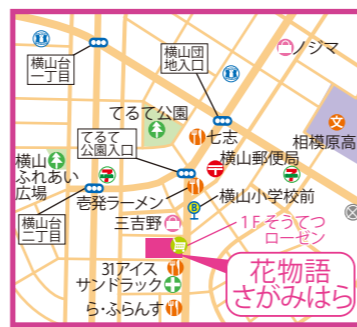 ノジマ
横山台
一丁目
横山団
地入口
てるて公園
七志
文
相模原高
てるて
公園入口
横山郵便局
横山
ふれあい
広場
壱発ラーメン
横山小学校前
B
横山台
二丁目
三吉野
1Fそうてつ
ローゼン
花物語
さがみはら
31アイス
サンドラック
ら・ふらんす